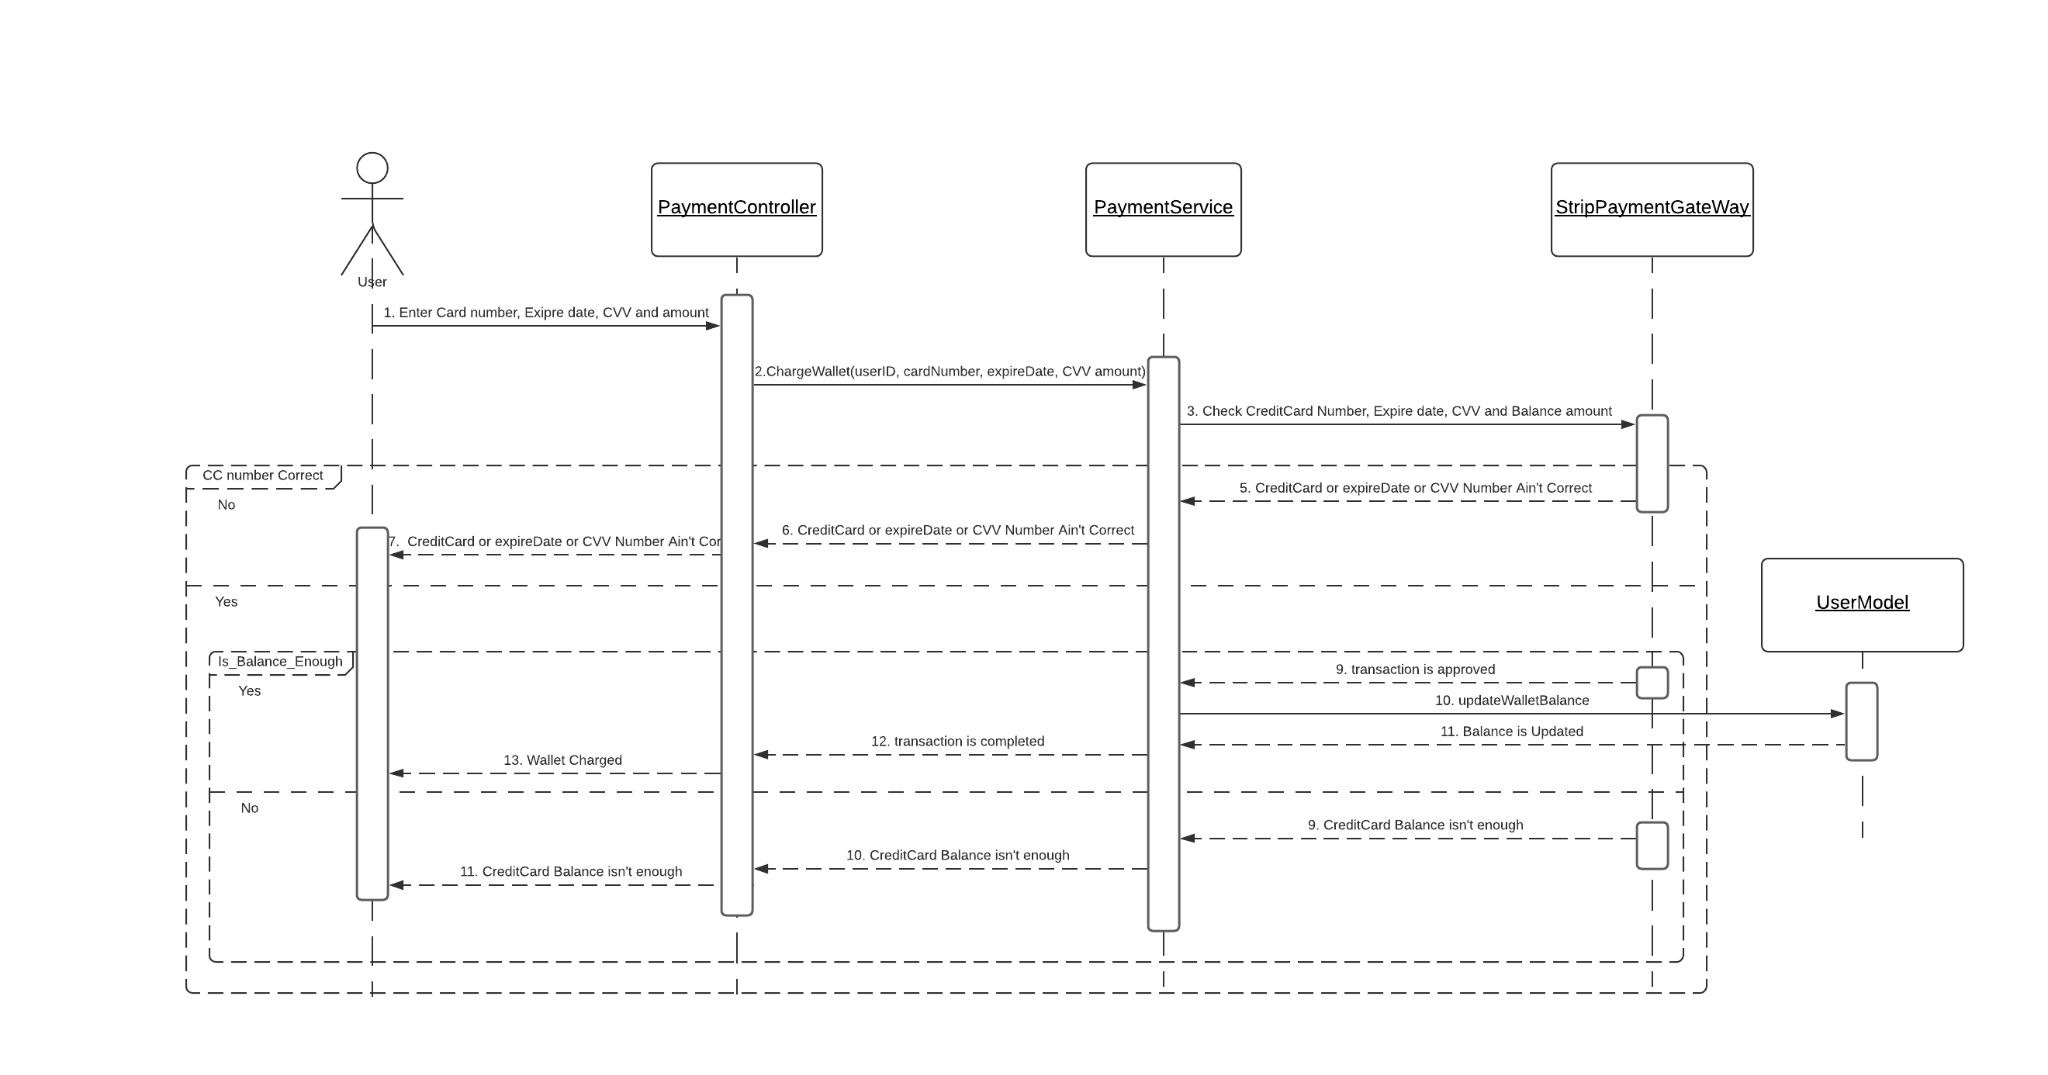 PaymentController
PaymentService
StripPaymentGateWay
User
1. Enter Card number, Exipre date, CVV and amount
2.ChargeWallet(userID, cardNumber, expireDate, CVV amount)
3. Check CreditCard Number, Expire date, CVV and Balance amount
CC number Correct
No
5. CreditCard or expireDate or CVV Number Ain't Correct
6. CreditCard or expireDate or CVV Number Ain't Correct
7. CreditCard or expireDate or CVV Number Ain't Cor
Yes
UserModel
Is_Balance_Enough
Yes
9. transaction is approved
10. updateWalletBalance
11. Balance is Updated
12. transaction is completed
13. Wallet Charged
No
9. CreditCard Balance isn't enough
10. CreditCard Balance isn't enough
11. CreditCard Balance isn't enough